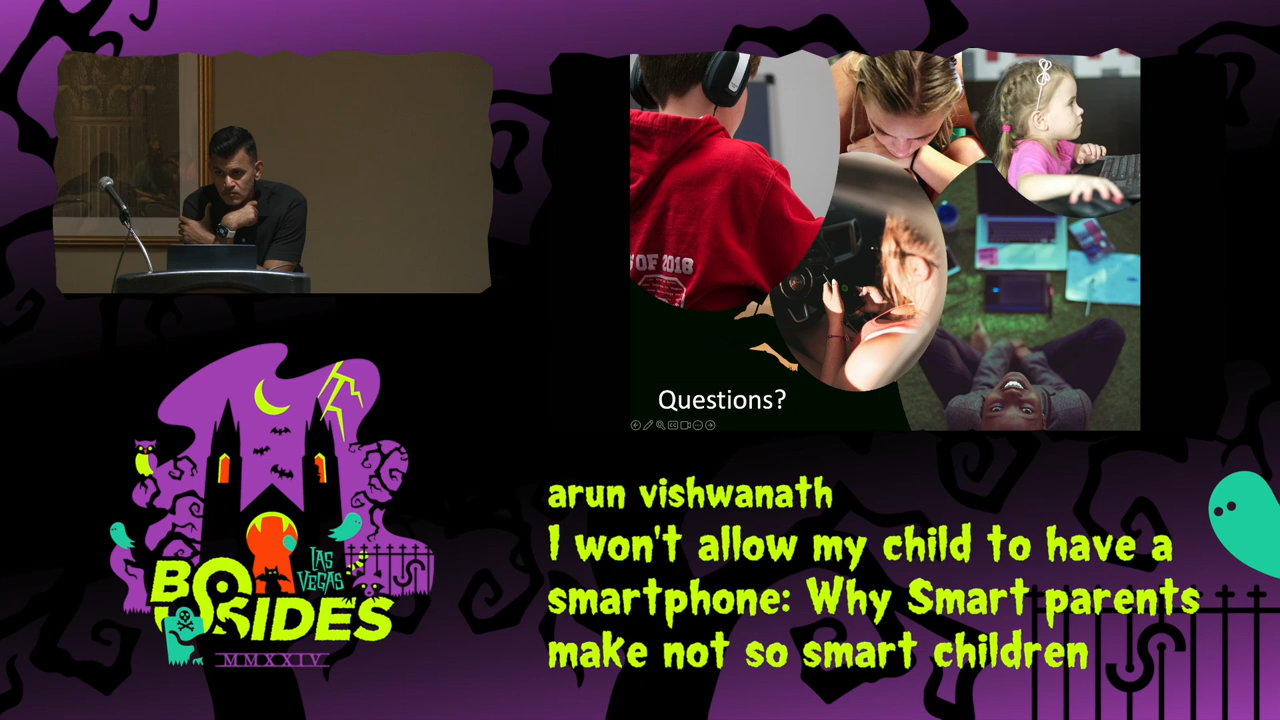 OF 2018
Questions?
LAS
VEGAS
BSIDES
MMXXIV
arun vishwanath
I won't allow my child to have a
smartphone: Why Smart parents
make not so smart children